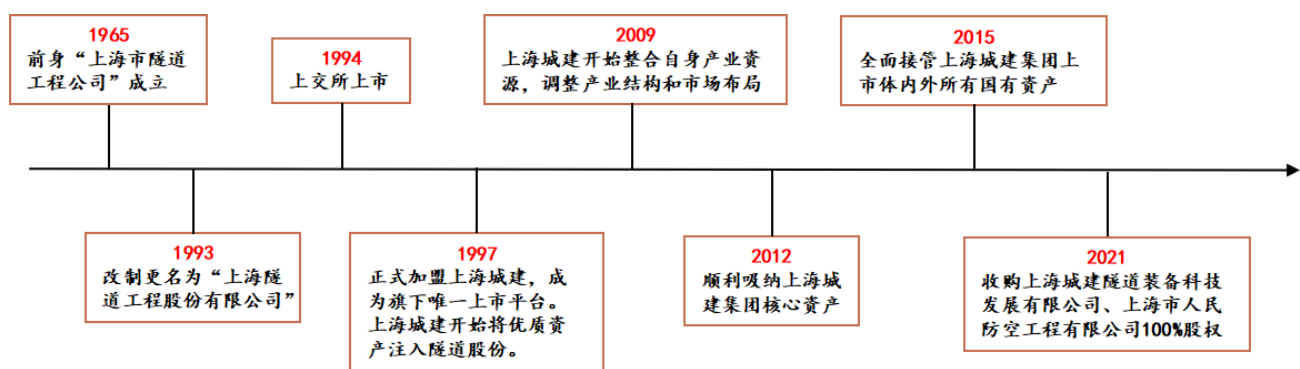 1965
前身“上海市隧道
工程公司”成立
1994
上交所上市
2009
上海城建开始整合自身产业资
源，调整产业结构和市场布局
2015
全面接管上海城建集团上
市体内外所有国有资产
1993
改制更名为“上海隧
道工程股份有限公司”
1997
正式加盟上海城建，成
为旗下唯一上市平台。
上海城建开始将优质资
产注入隧道股份。
2012
顺利吸纳上海城
建集团核心资产
2021
收购上海城建隧道装备科技
发展有限公司、上海市人民
防空工程有限公司100%股权